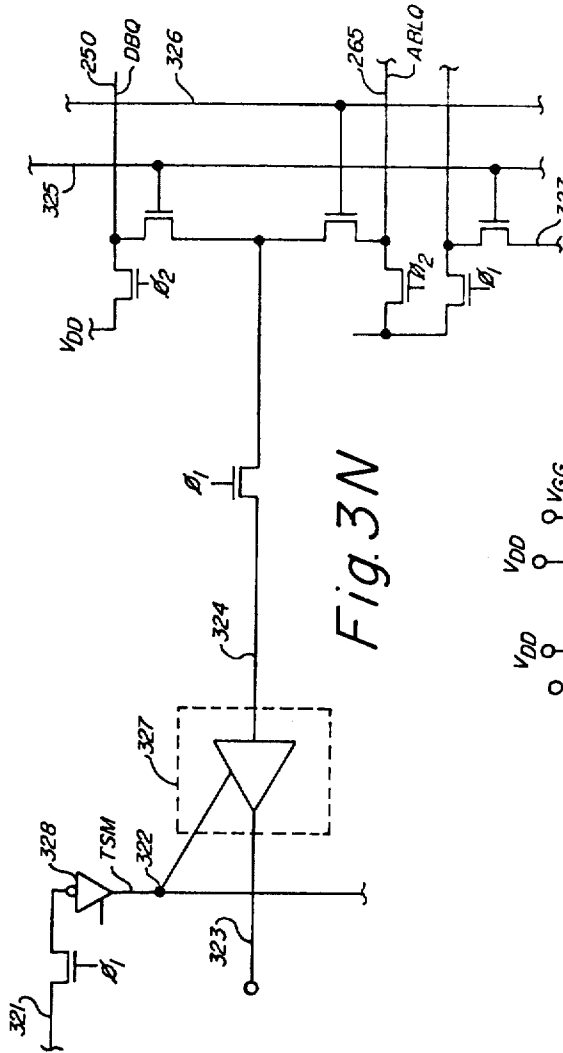 250
DBQ
326
325
265
ABLQ
Ø2
VDD
Ø2
Ø1
Ø1
324
Fig. 3N
327
328
TSM
322
323
321
Ø1
VGG
VDD
VDD